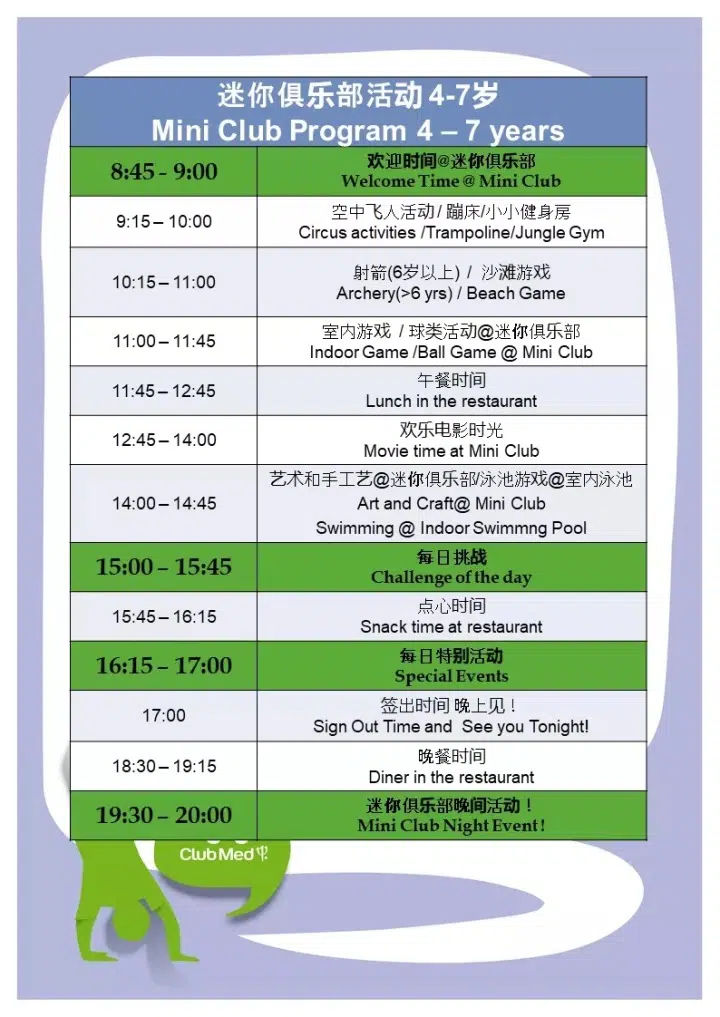 迷你俱乐部活动 4-7岁
Mini Club Program 4 – 7 years
8:45 - 9:00
欢迎时间@迷你俱乐部
Welcome Time @ Mini Club
9:15 – 10:00
空中飞人活动 / 蹦床/小小健身房
Circus activities /Trampoline/Jungle Gym
10:15 – 11:00
射箭(6岁以上) / 沙滩游戏
Archery(>6 yrs) / Beach Game
11:00 – 11:45
室内游戏 / 球类活动@迷你俱乐部
Indoor Game /Ball Game @ Mini Club
11:45 – 12:45
午餐时间
Lunch in the restaurant
12:45 – 14:00
欢乐电影时光
Movie time at Mini Club
14:00 – 14:45
艺术和手工艺@迷你俱乐部/泳池游戏@室内泳池
Art and Craft@ Mini Club
Swimming @ Indoor Swimmng Pool
15:00 – 15:45
每日挑战
Challenge of the day
15:45 – 16:15
点心时间
Snack time at restaurant
16:15 – 17:00
每日特别活动
Special Events
17:00
签出时间 晚上见！
Sign Out Time and See you Tonight!
18:30 – 19:15
晚餐时间
Diner in the restaurant
19:30 – 20:00
迷你俱乐部晚间活动！
Mini Club Night Event!
Club Med